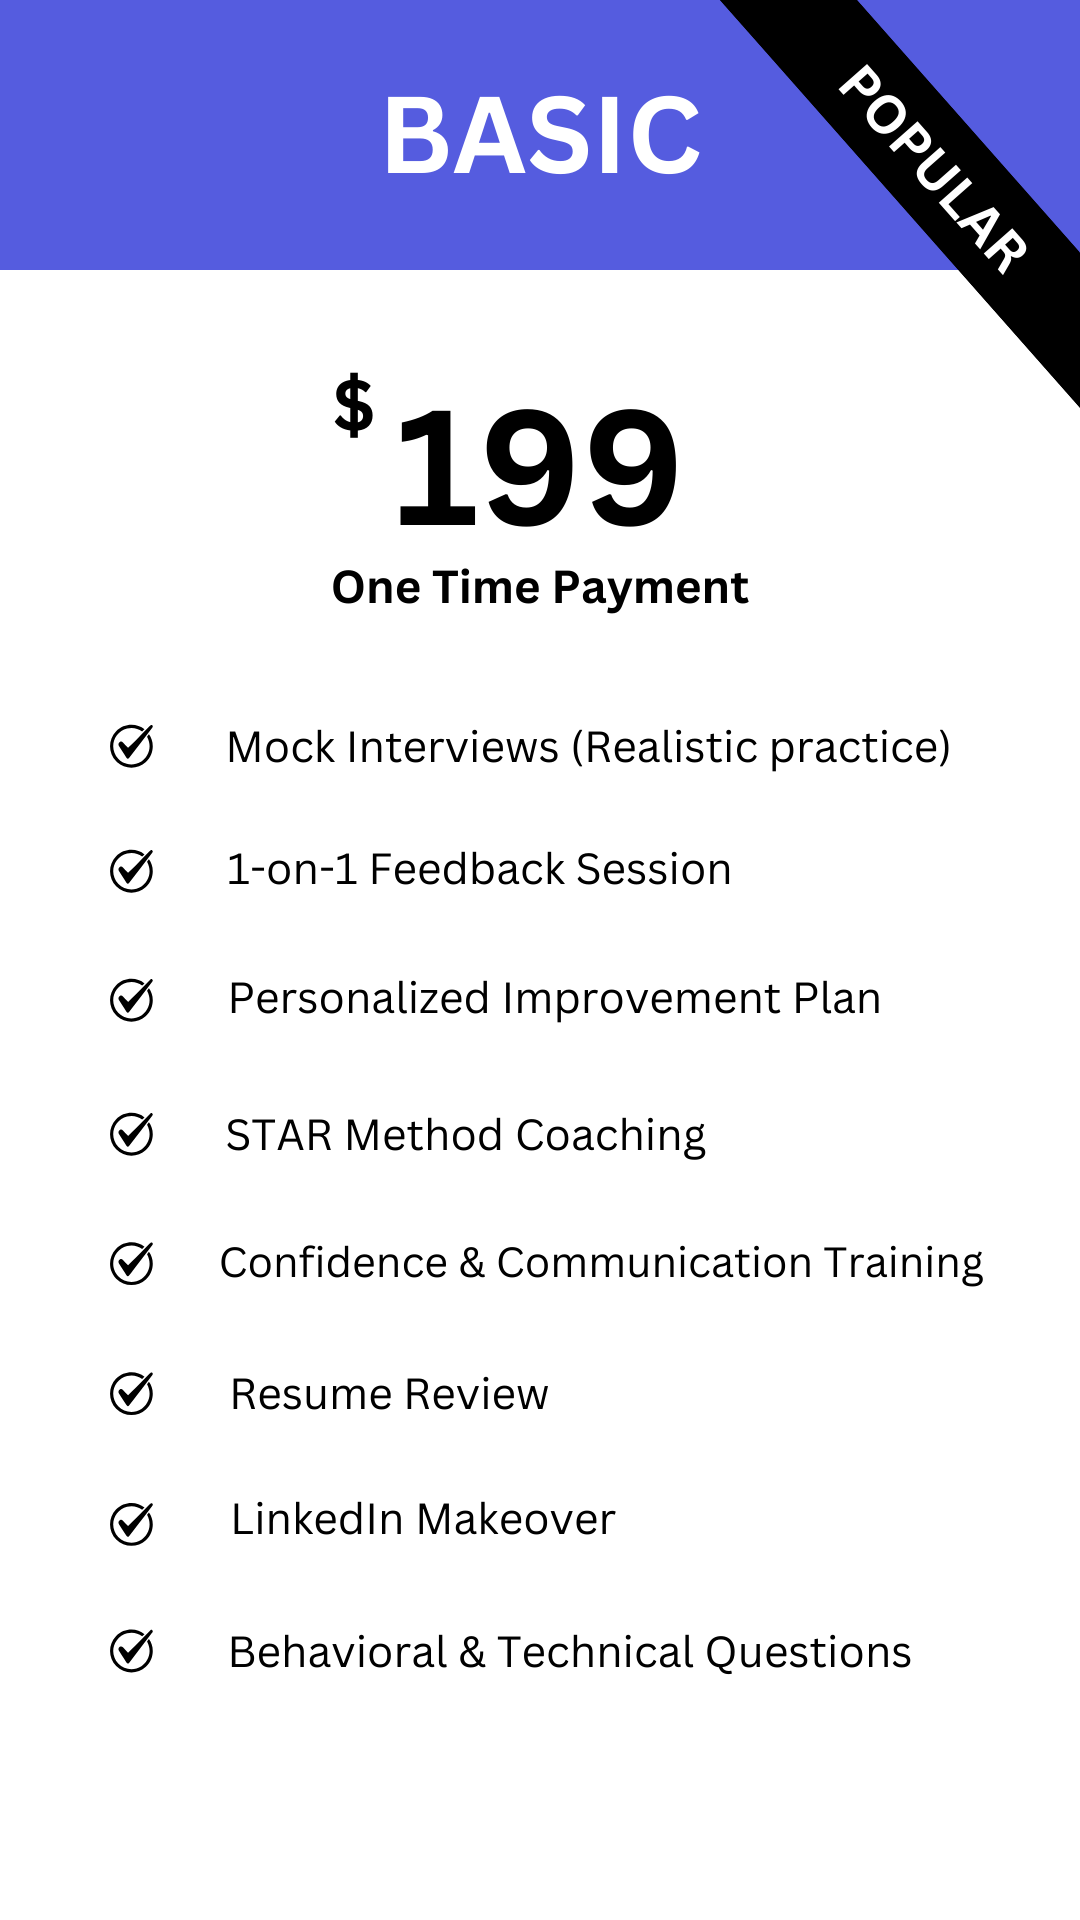 BASIC
POPULAR
$199
One Time Payment
Mock Interviews (Realistic practice)
1-on-1 Feedback Session
Personalized Improvement Plan
STAR Method Coaching
Confidence & Communication Training
Resume Review
LinkedIn Makeover
Behavioral & Technical Questions